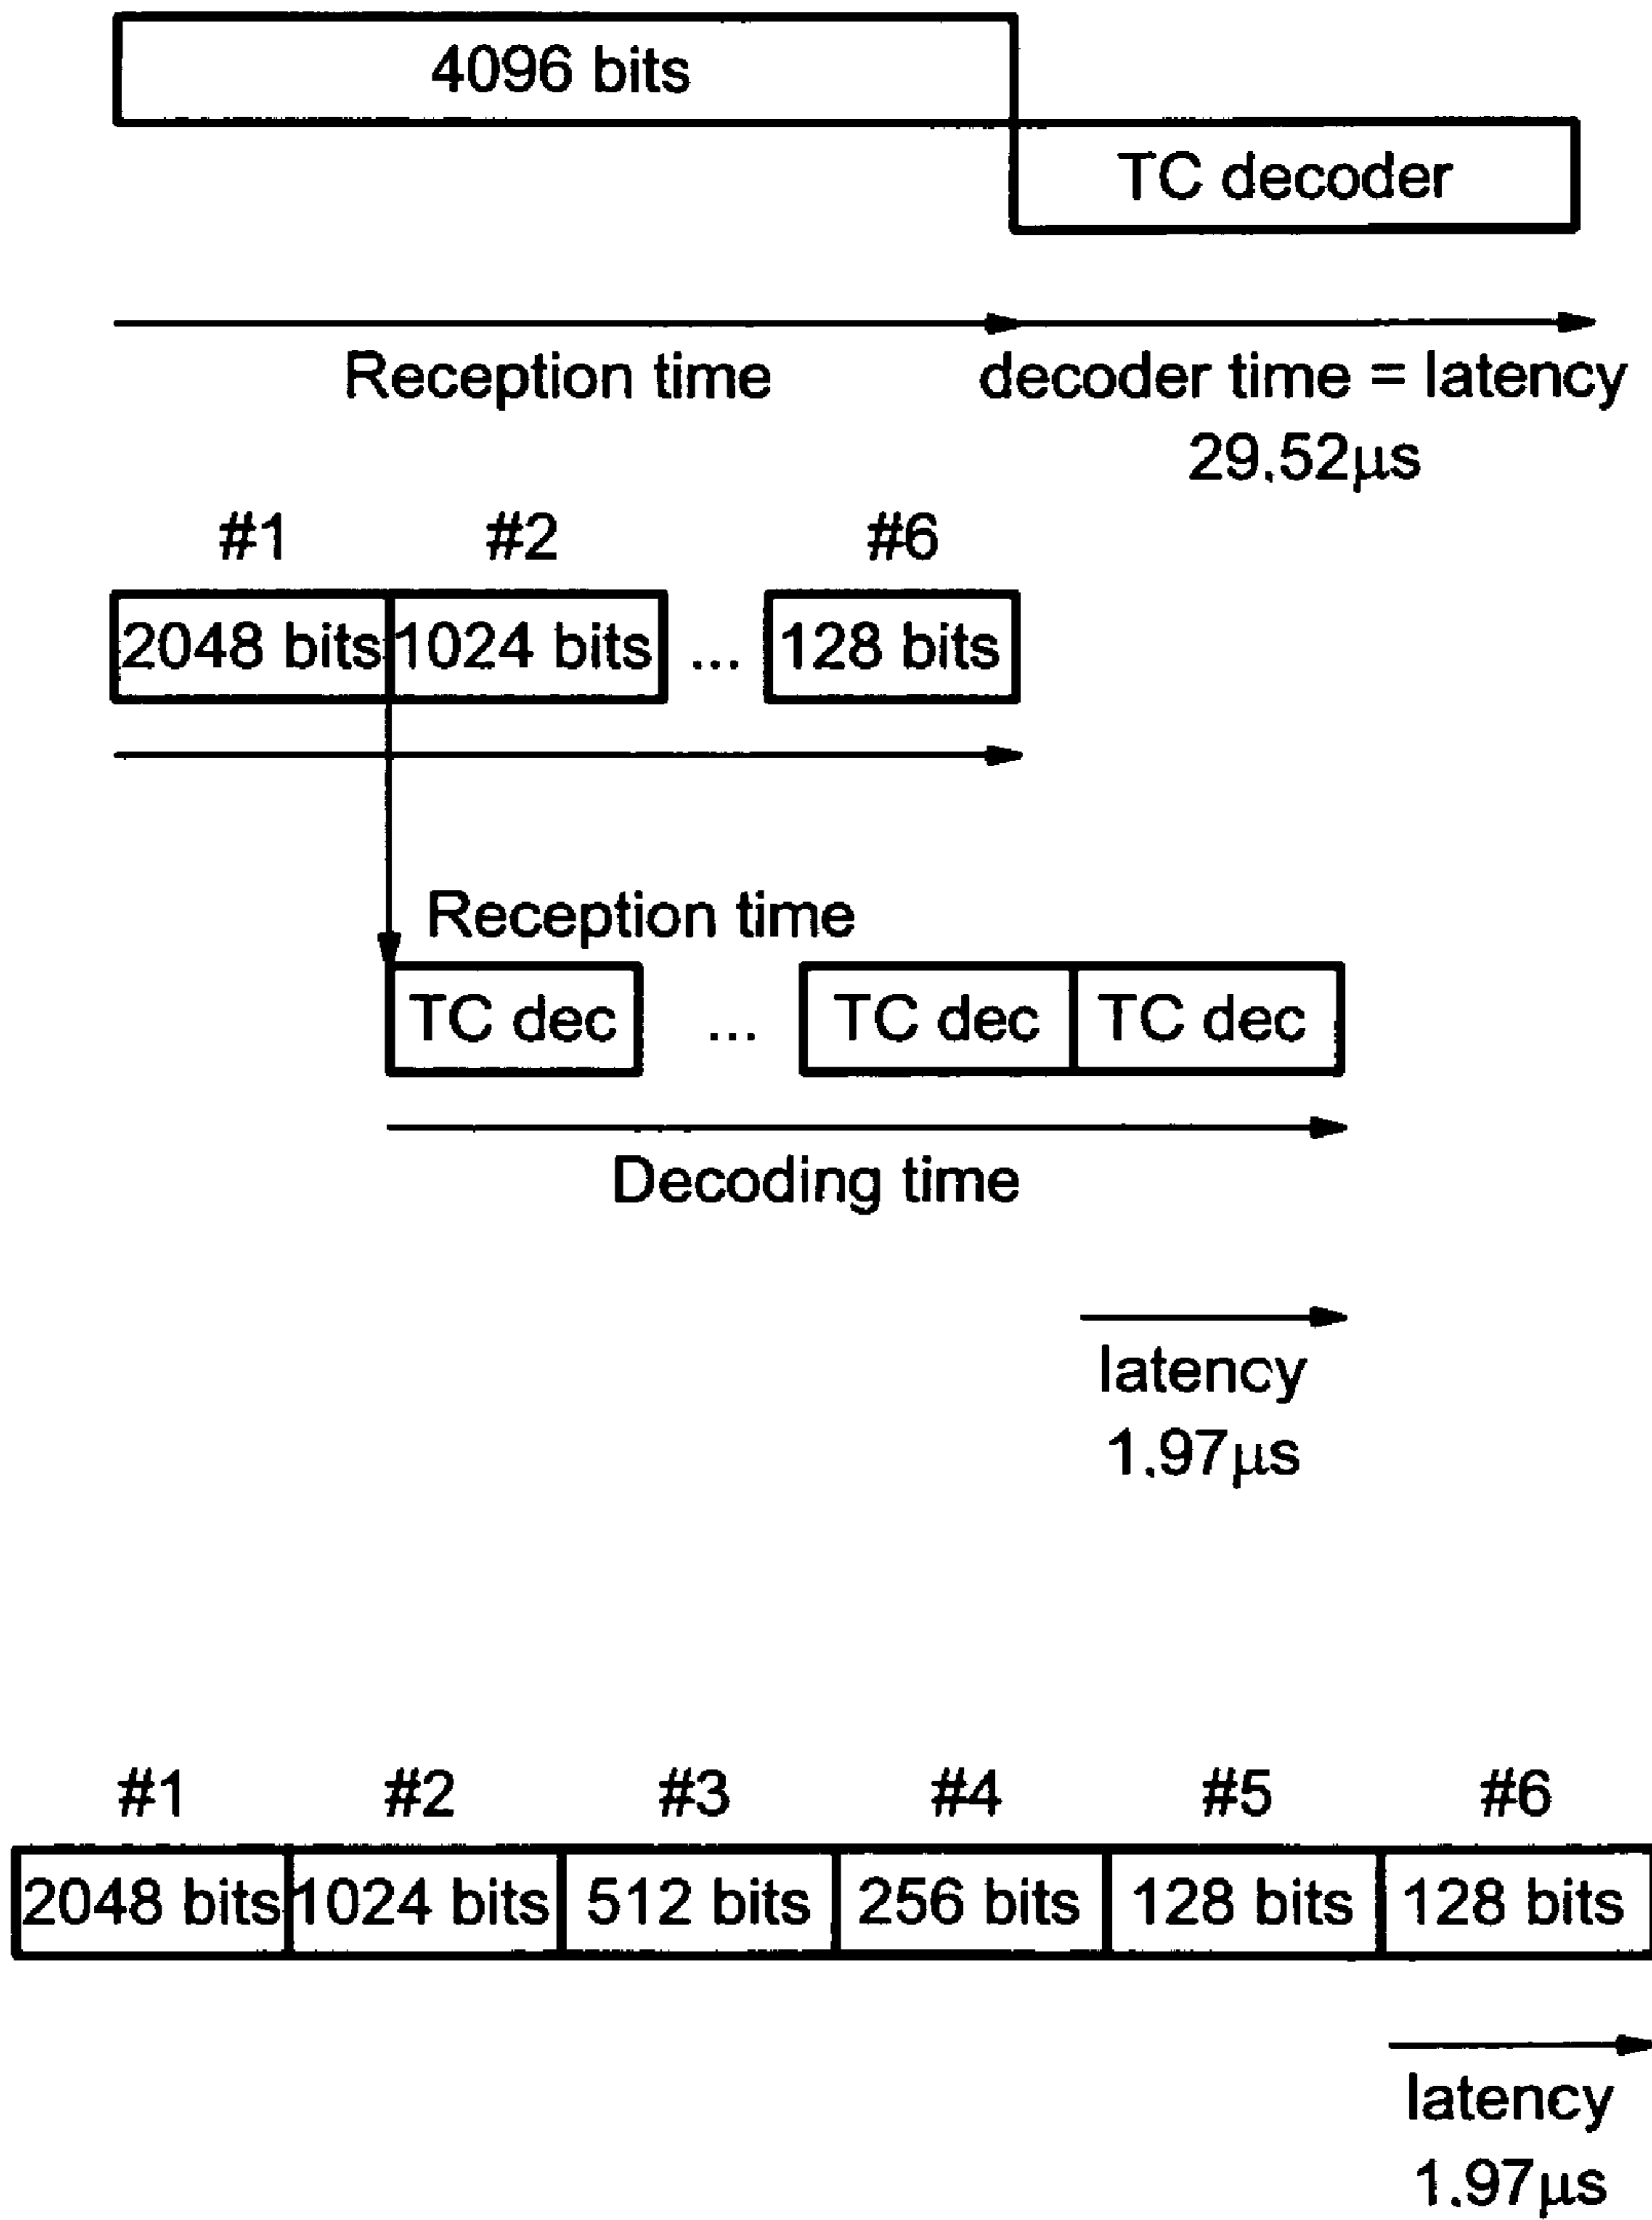 4096 bits
TC decoder
Reception time
decoder time = latency
29.52µs
#1 #2 #6
2048 bits 1024 bits ... 128 bits
Reception time
TC dec ... TC dec TC dec
Decoding time
latency
1.97µs
#1 #2 #3 #4 #5 #6
2048 bits 1024 bits 512 bits 256 bits 128 bits 128 bits
latency
1.97µs